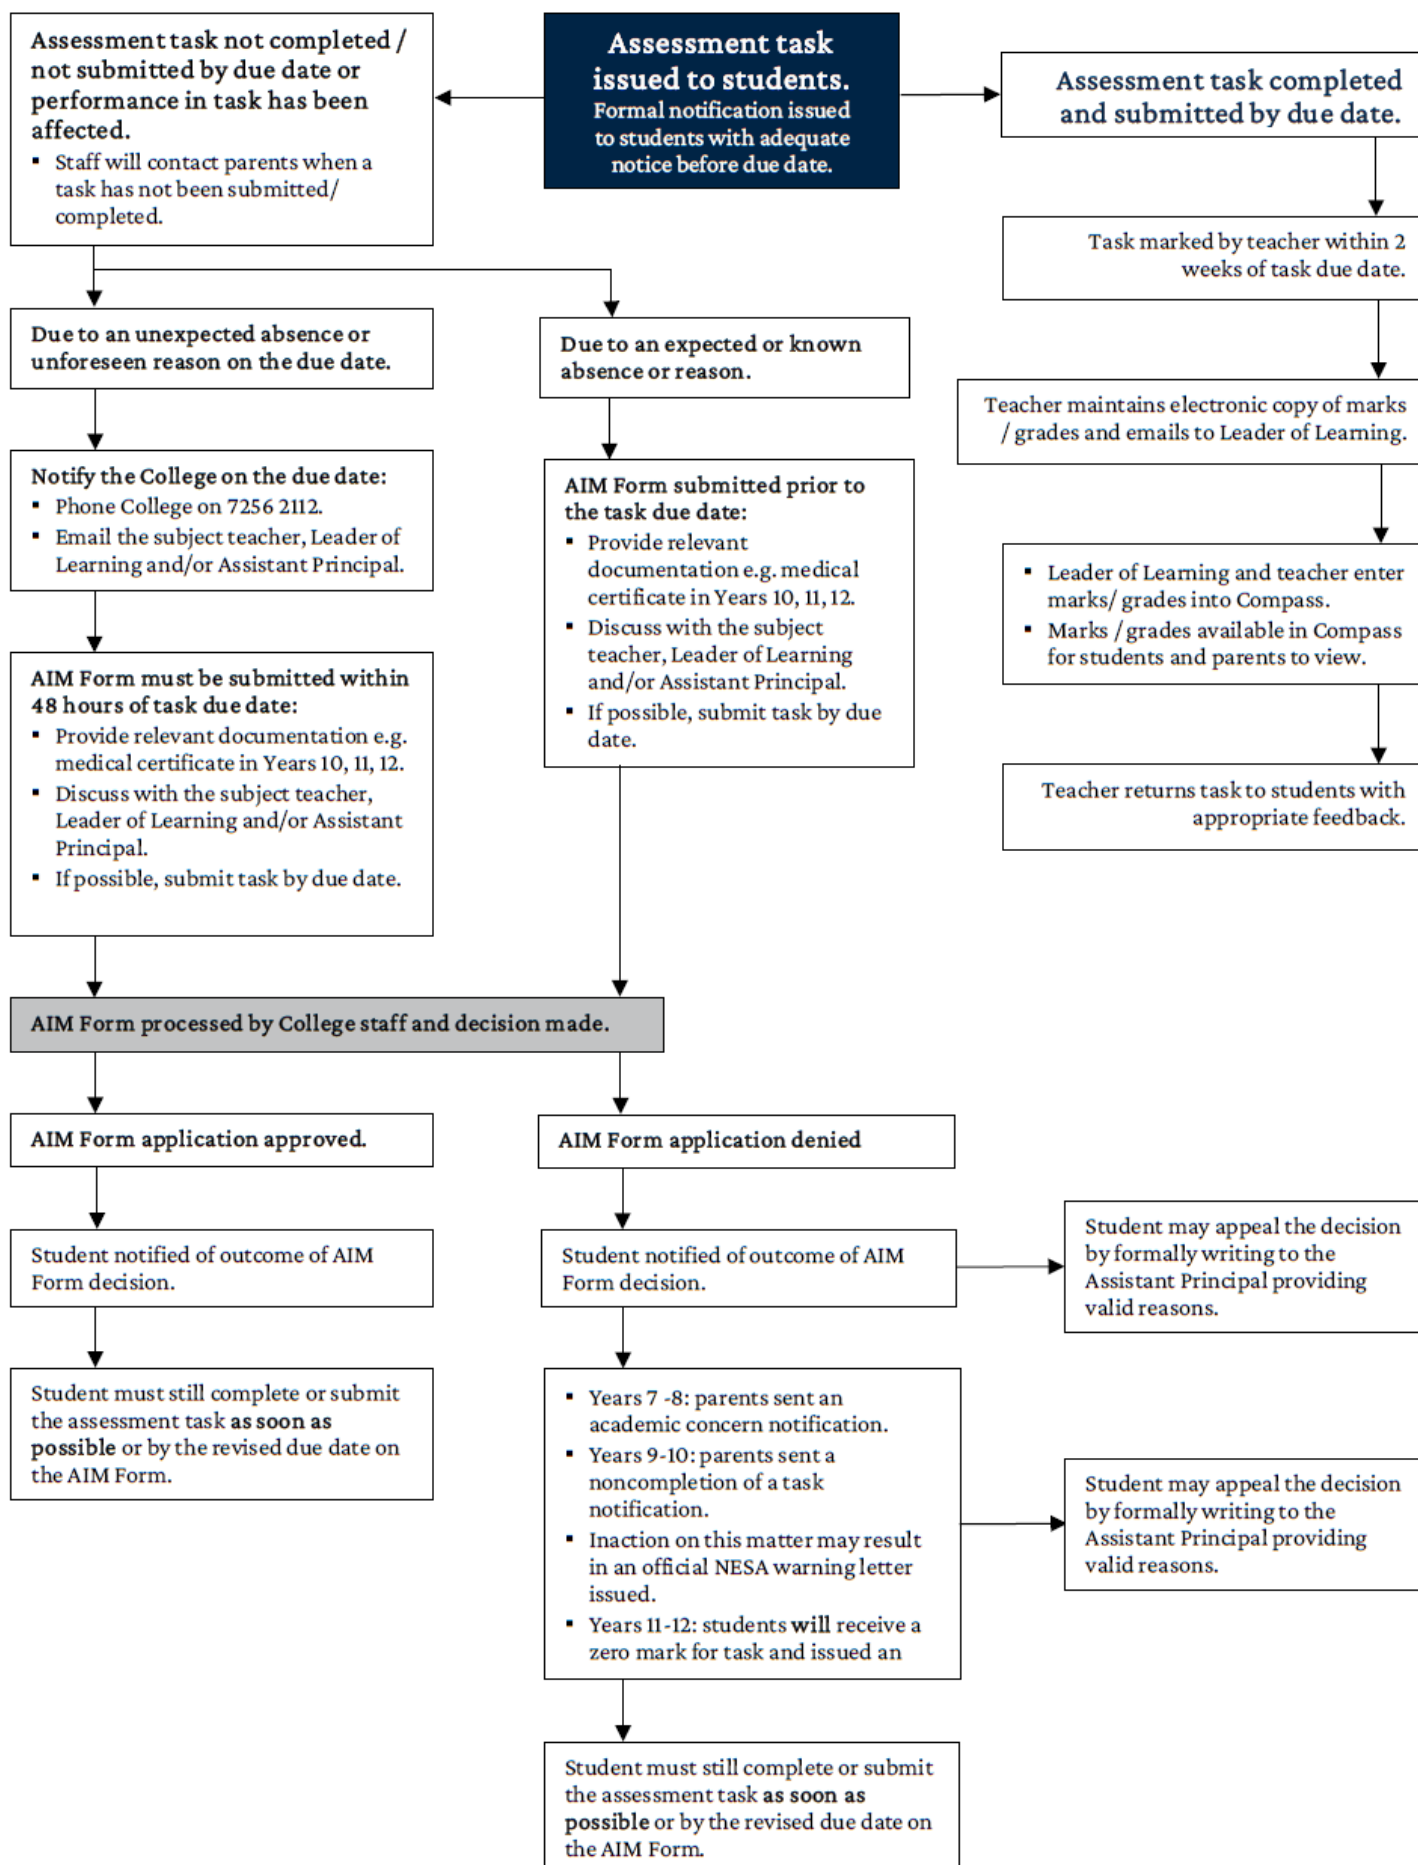 Assessment task not completed /
not submitted by due date or
performance in task has been
affected.
▪ Staff will contact parents when a
task has not been submitted/
completed.
Assessment task
issued to students.
Formal notification issued
to students with adequate
notice before due date.
Assessment task completed
and submitted by due date.
Task marked by teacher within 2
weeks of task due date.
Teacher maintains electronic copy of marks
/ grades and emails to Leader of Learning.
▪ Leader of Learning and teacher enter
marks/ grades into Compass.
▪ Marks / grades available in Compass
for students and parents to view.
Teacher returns task to students with
appropriate feedback.
Due to an unexpected absence or
unforeseen reason on the due date.
Notify the College on the due date:
▪ Phone College on 7256 2112.
▪ Email the subject teacher, Leader of
Learning and/or Assistant Principal.
AIM Form must be submitted within
48 hours of task due date:
▪ Provide relevant documentation e.g.
medical certificate in Years 10, 11, 12.
▪ Discuss with the subject teacher,
Leader of Learning and/or Assistant
Principal.
▪ If possible, submit task by due date.
Due to an expected or known
absence or reason.
AIM Form submitted prior to
the task due date:
▪ Provide relevant
documentation e.g. medical
certificate in Years 10, 11, 12.
▪ Discuss with the subject
teacher, Leader of Learning
and/or Assistant Principal.
▪ If possible, submit task by due
date.
AIM Form processed by College staff and decision made.
AIM Form application approved.
Student notified of outcome of AIM
Form decision.
Student must still complete or submit
the assessment task as soon as
possible or by the revised due date on
the AIM Form.
AIM Form application denied
Student notified of outcome of AIM
Form decision.
Student may appeal the decision
by formally writing to the
Assistant Principal providing
valid reasons.
▪ Years 7 -8: parents sent an
academic concern notification.
▪ Years 9-10: parents sent a
noncompletion of a task
notification.
▪ Inaction on this matter may result
in an official NESA warning letter
issued.
▪ Years 11-12: students will receive a
zero mark for task and issued an
Student may appeal the decision
by formally writing to the
Assistant Principal providing
valid reasons.
Student must still complete or submit
the assessment task as soon as
possible or by the revised due date on
the AIM Form.